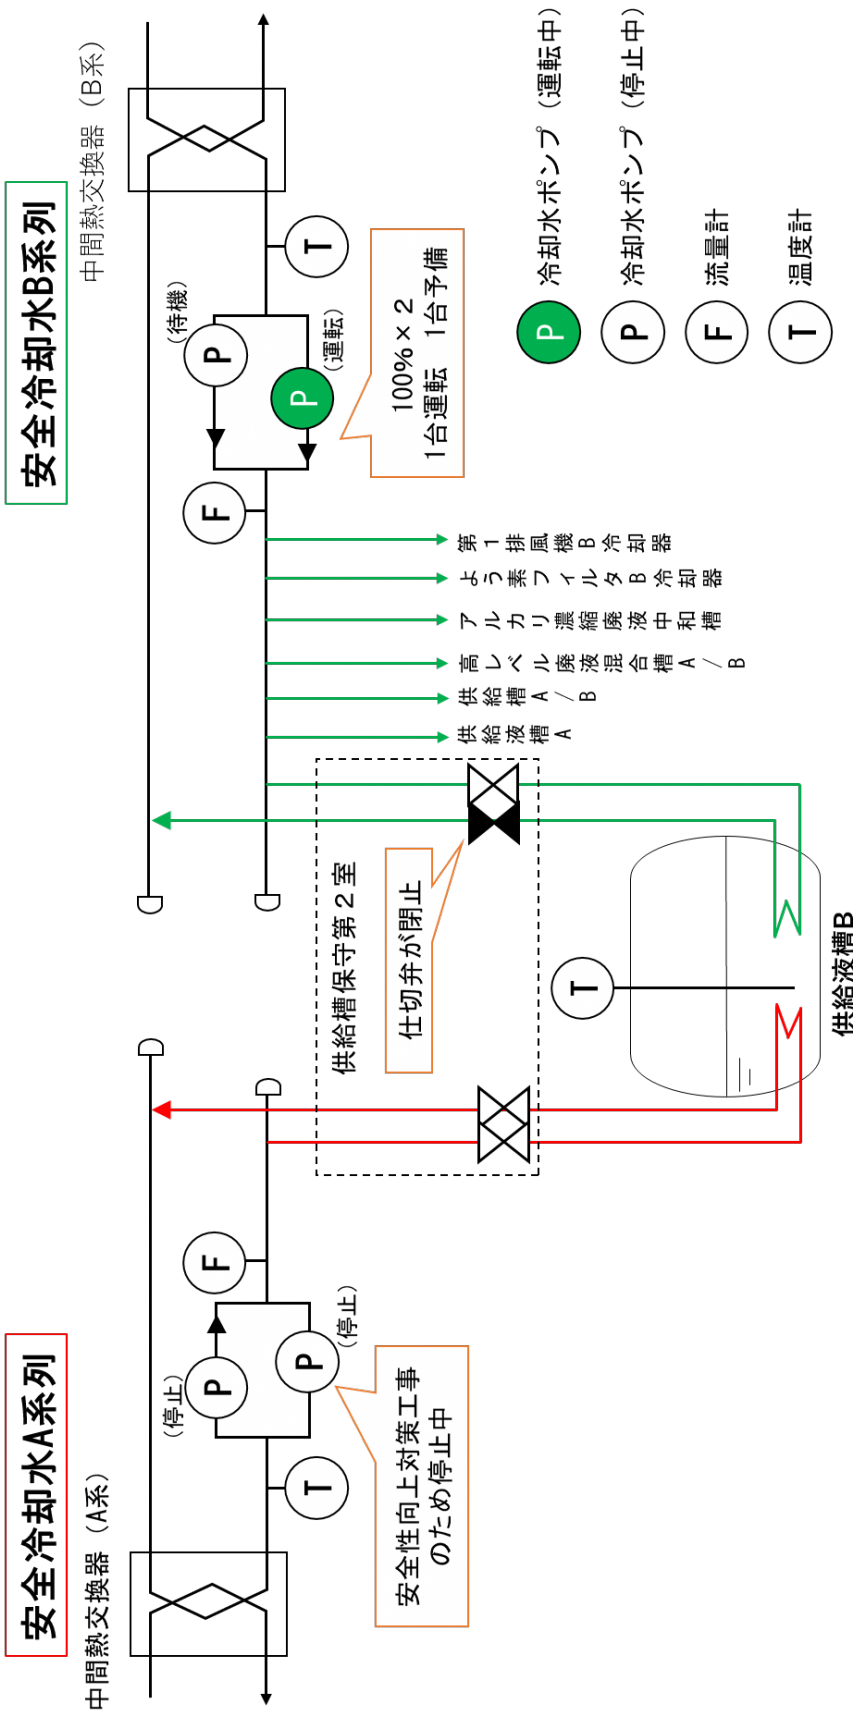 安全冷却水A系列
安全冷却水B系列
中間熱交換器（A系）
中間熱交換器（B系）
(停止)
P
P
(停止)
T
F
安全性向上対策工事
のため停止中
F
(待機)
P
P
(運転)
T
100%×2
1台運転 1台予備
供給槽保守第2室
仕切弁が閉止
T
供給液槽B
供給液槽A
供給槽A/B
高レベル廃液混合槽A/B
アルカリ濃縮廃液中和槽
よう素フィルタB冷却器
第1排風機B冷却器
P 冷却水ポンプ（運転中）
P 冷却水ポンプ（停止中）
F 流量計
T 温度計